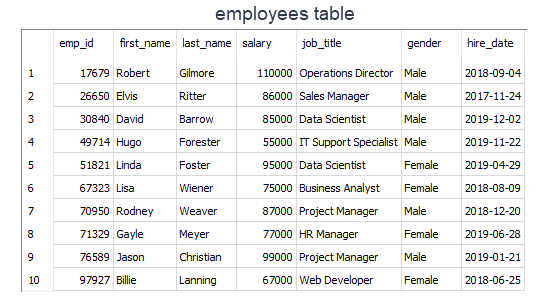 employees table
emp_id first_name last_name salary job_title gender hire_date
1 17679 Robert Gilmore 110000 Operations Director Male 2018-09-04
2 26650 Elvis Ritter 86000 Sales Manager Male 2017-11-24
3 30840 David Barrow 85000 Data Scientist Male 2019-12-02
4 49714 Hugo Forester 55000 IT Support Specialist Male 2019-11-22
5 51821 Linda Foster 95000 Data Scientist Female 2019-04-29
6 67323 Lisa Wiener 75000 Business Analyst Female 2018-08-09
7 70950 Rodney Weaver 87000 Project Manager Male 2018-12-20
8 71329 Gayle Meyer 77000 HR Manager Female 2019-06-28
9 76589 Jason Christian 99000 Project Manager Male 2019-01-21
10 97927 Billie Lanning 67000 Web Developer Female 2018-06-25